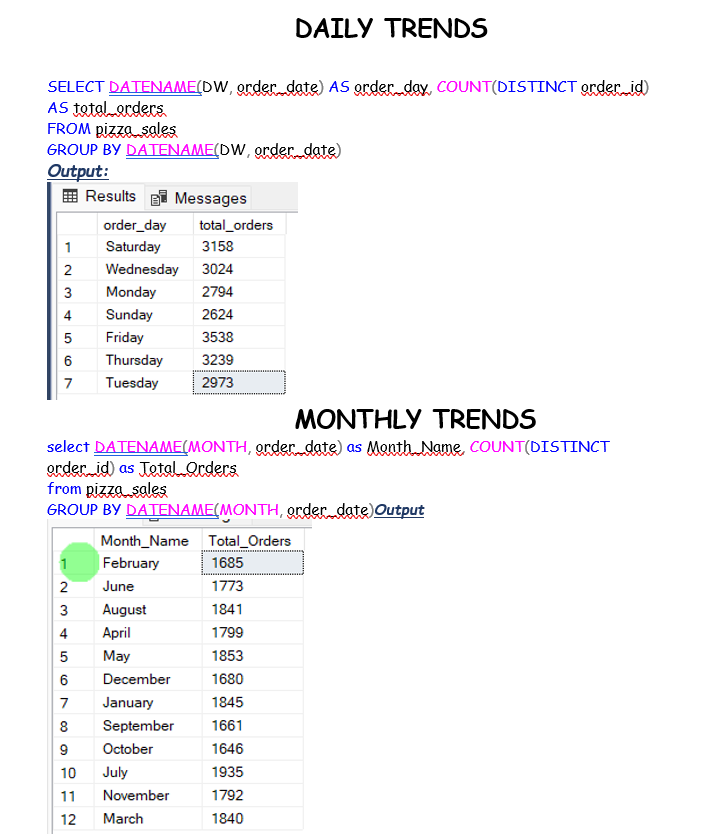 DAILY TRENDS
SELECT DATENAME(DW, order_date) AS order_day, COUNT(DISTINCT order_id)
AS total_orders
FROM pizza_sales
GROUP BY DATENAME(DW, order_date)
Output:
Results Messages
order_day total_orders
1 Saturday 3158
2 Wednesday 3024
3 Monday 2794
4 Sunday 2624
5 Friday 3538
6 Thursday 3239
7 Tuesday 2973
MONTHLY TRENDS
select DATENAME(MONTH, order_date) as Month_Name, COUNT(DISTINCT
order_id) as Total_Orders
from pizza_sales
GROUP BY DATENAME(MONTH, order_date)Output
Month_Name Total_Orders
1 February 1685
2 June 1773
3 August 1841
4 April 1799
5 May 1853
6 December 1680
7 January 1845
8 September 1661
9 October 1646
10 July 1935
11 November 1792
12 March 1840